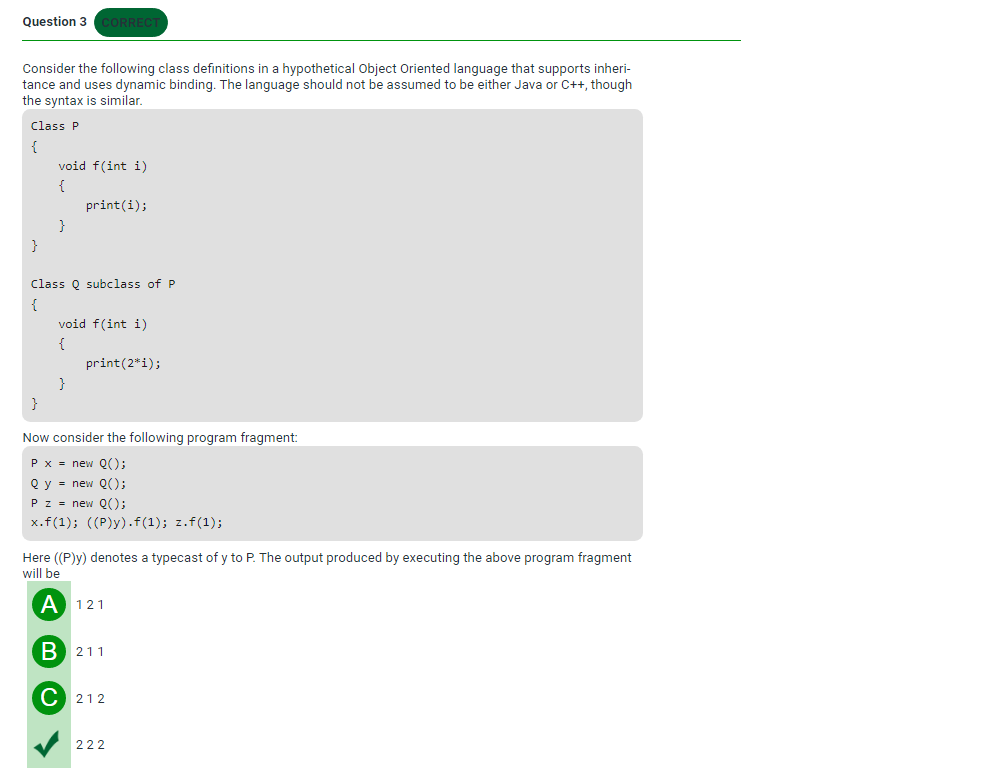 Question 3 CORRECT
Consider the following class definitions in a hypothetical Object Oriented language that supports inheri-
tance and uses dynamic binding. The language should not be assumed to be either Java or C++, though
the syntax is similar.
Class P
{
void f(int i)
{
print(i);
}
}
Class Q subclass of P
{
void f(int i)
{
print(2*i);
}
}
Now consider the following program fragment:
P x = new Q();
Q y = new Q();
P z = new Q();
x.f(1); ((P)y).f(1); z.f(1);
Here ((P)y) denotes a typecast of y to P. The output produced by executing the above program fragment
will be
A 1 2 1
B 2 1 1
C 2 1 2
2 2 2